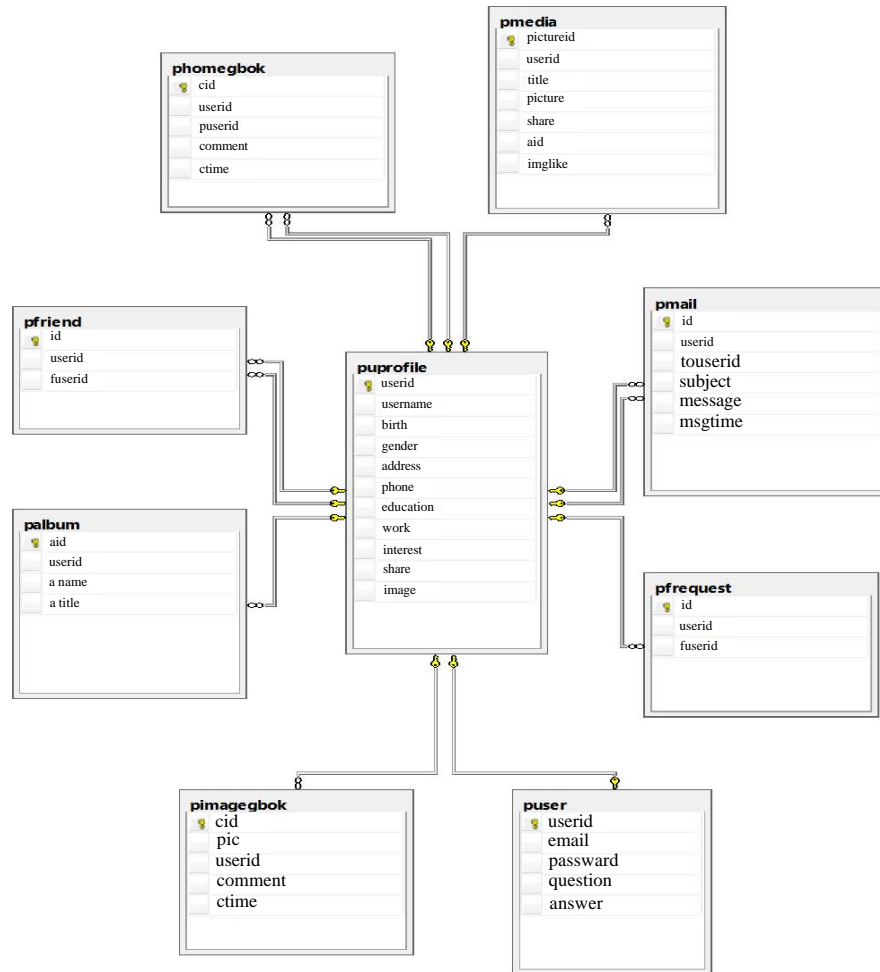 phomegbok
cid
userid
puserid
comment
ctime
pmedia
pictureid
userid
title
picture
share
aid
imglike
pfriend
id
userid
fuserid
puprofile
userid
username
birth
gender
address
phone
education
work
interest
share
image
pmail
id
userid
touserid
subject
message
msgtime
palbum
aid
userid
a name
a title
pfrequest
id
userid
fuserid
pimagegbok
cid
pic
userid
comment
ctime
puser
userid
email
passward
question
answer